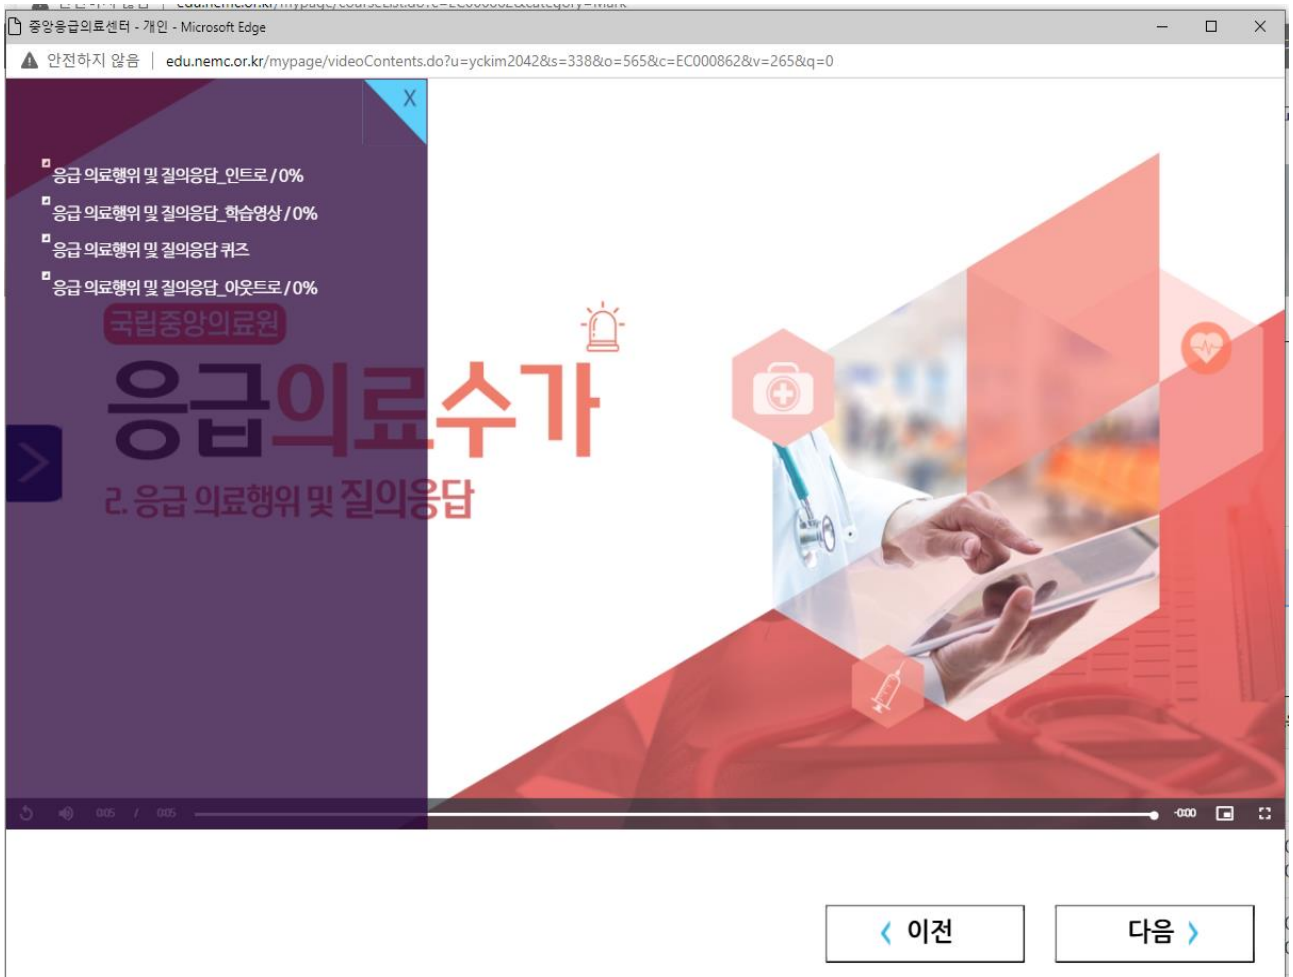 중앙응급의료센터 - 개인 - Microsoft Edge
안전하지 않음 | edu.nemc.or.kr/mypage/videoContents.do?u=yckim2042&s=338&o=565&c=EC000862&v=265&q=0
X
응급 의료행위 및 질의응답_인트로 / 0%
응급 의료행위 및 질의응답_학습영상 / 0%
응급 의료행위 및 질의응답 퀴즈
응급 의료행위 및 질의응답_아웃트로 / 0%
국립중앙의료원
응급의료수가
2. 응급 의료행위 및 질의응답
0:05 / 0:05
-0:00
이전
다음